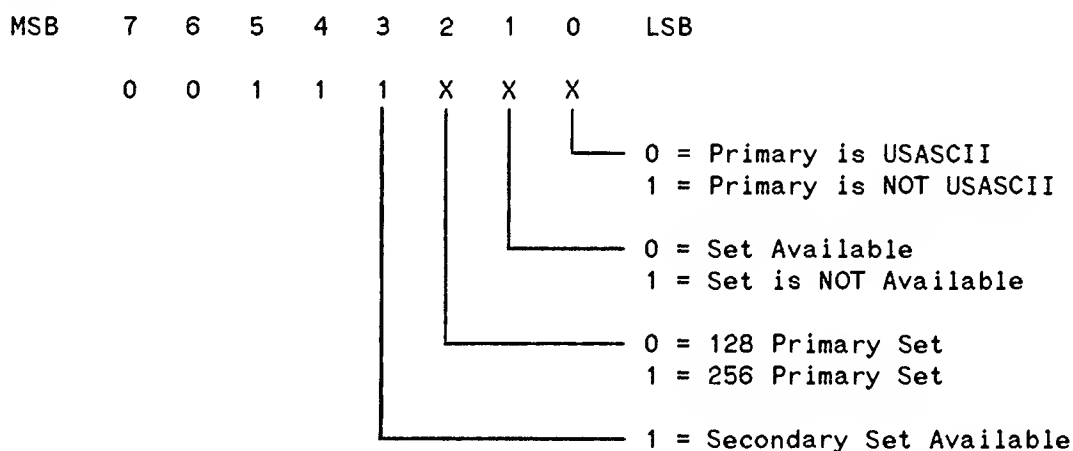 MSB 7 6 5 4 3 2 1 0 LSB
0 0 1 1 1 X X X
0 = Primary is USASCII
1 = Primary is NOT USASCII
0 = Set Available
1 = Set is NOT Available
0 = 128 Primary Set
1 = 256 Primary Set
1 = Secondary Set Available